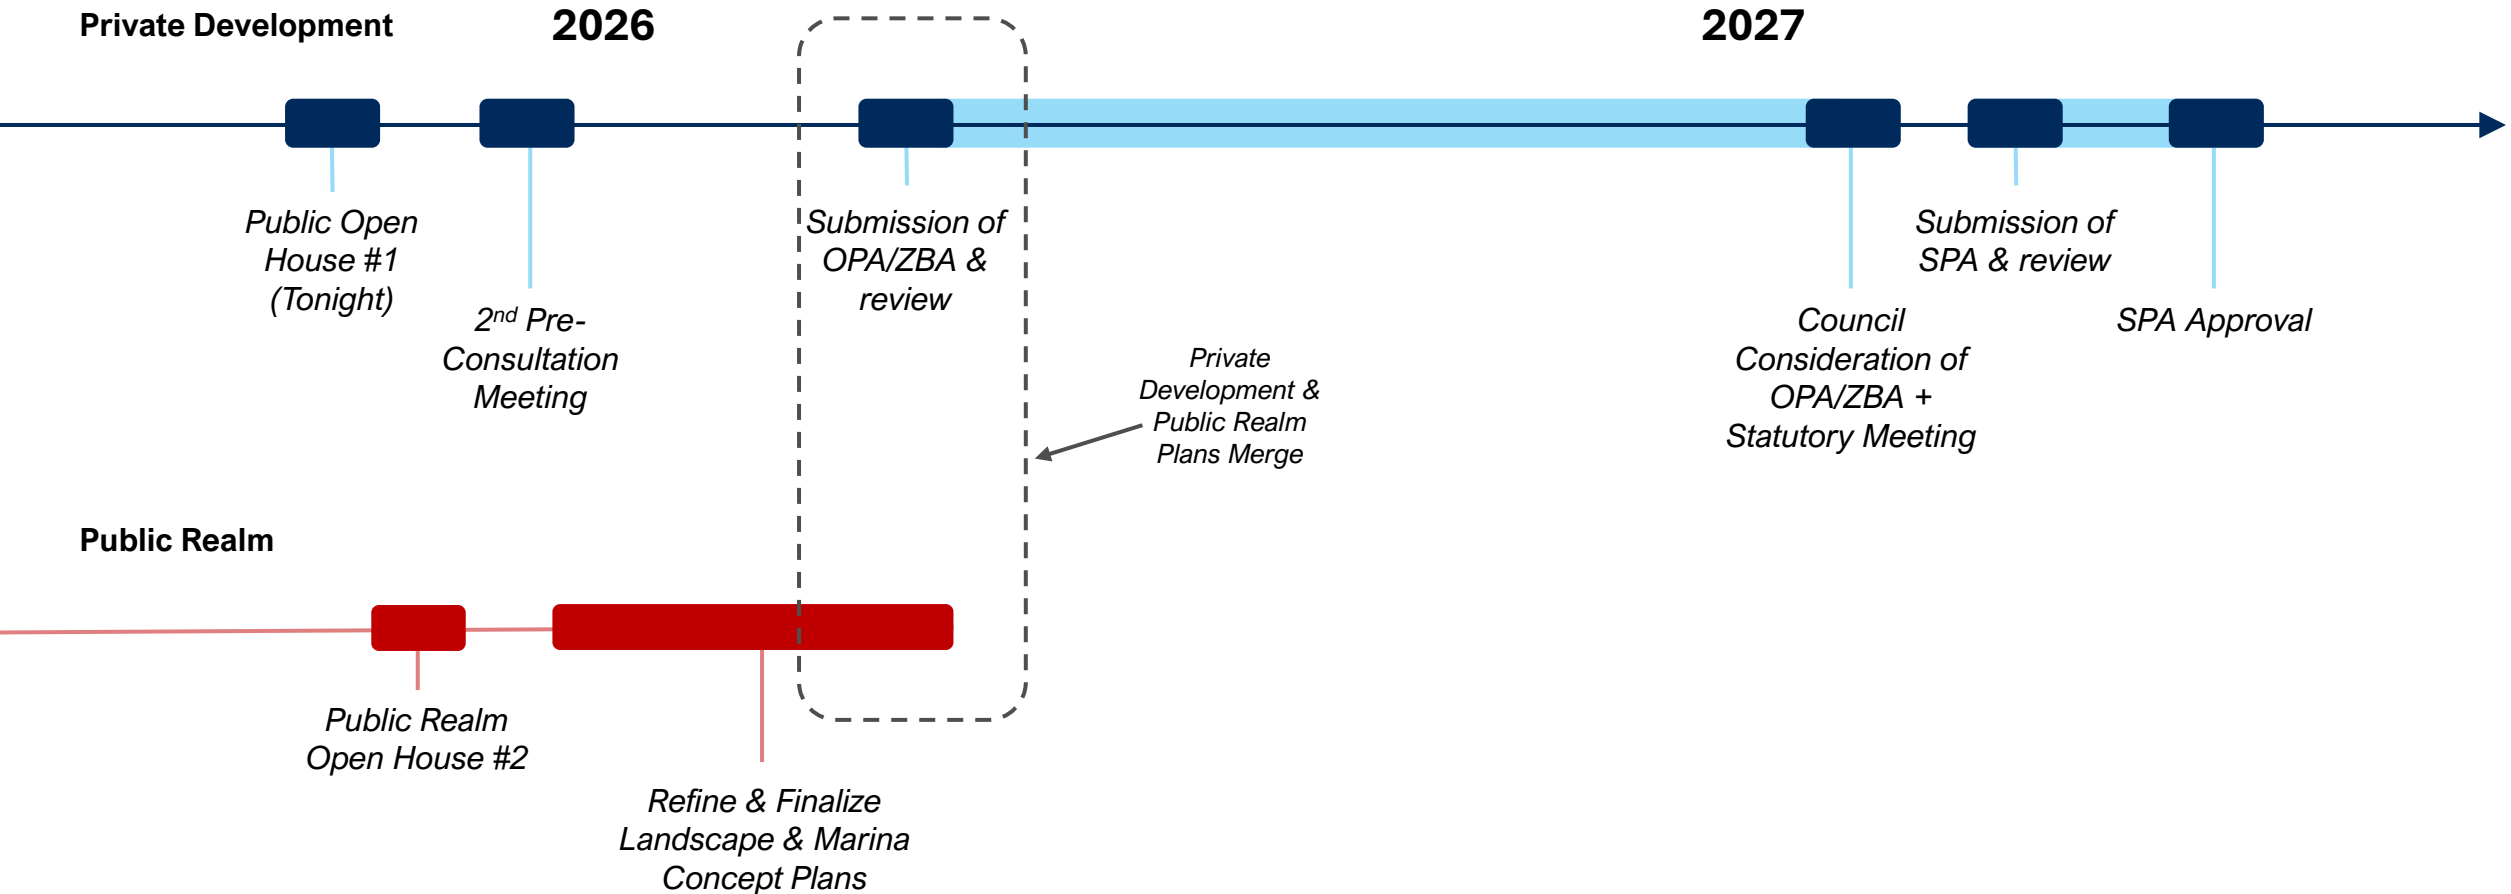 Private Development
2026
2027
Public Open
House #1
(Tonight)
2nd Pre-
Consultation
Meeting
Submission of
OPA/ZBA &
review
Private
Development &
Public Realm
Plans Merge
Council
Consideration of
OPA/ZBA +
Statutory Meeting
Submission of
SPA & review
SPA Approval
Public Realm
Public Realm
Open House #2
Refine & Finalize
Landscape & Marina
Concept Plans